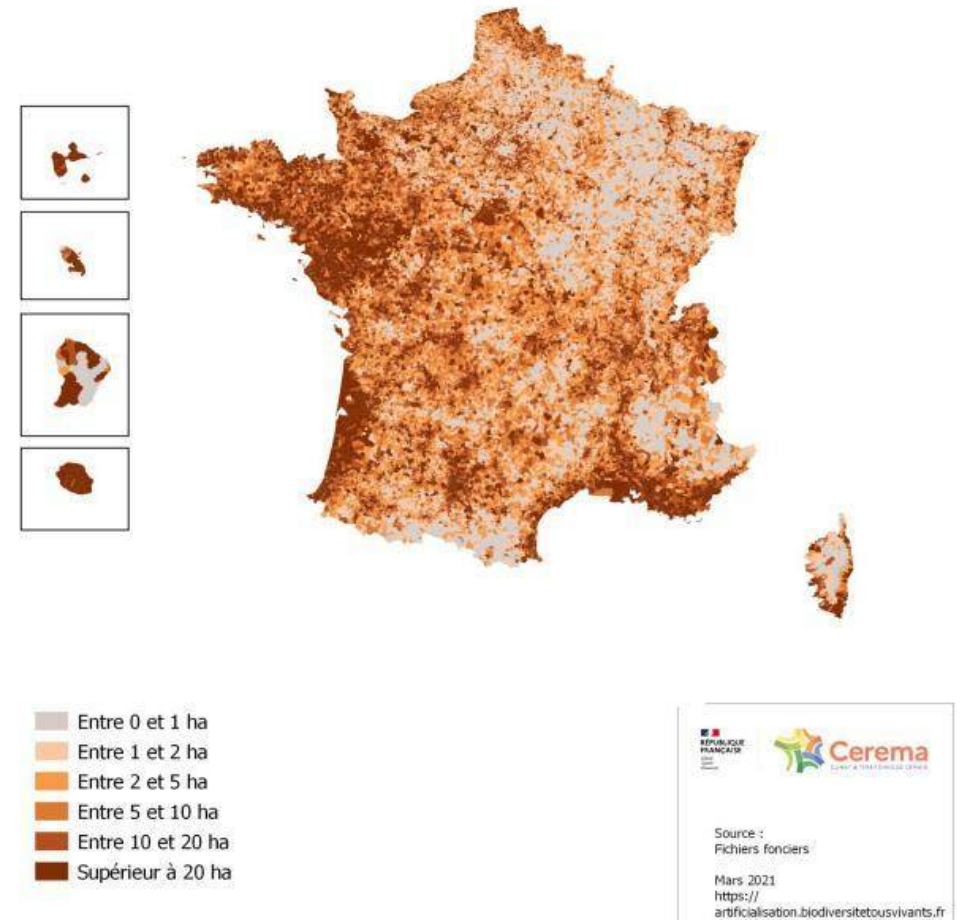 Entre 0 et 1 ha
Entre 1 et 2 ha
Entre 2 et 5 ha
Entre 5 et 10 ha
Entre 10 et 20 ha
Supérieur à 20 ha
RÉPUBLIQUE
FRANÇAISE
Cerema
Source :
Fichiers fonciers
Mars 2021
https://
artificialisation.biodiversitetousvivants.fr